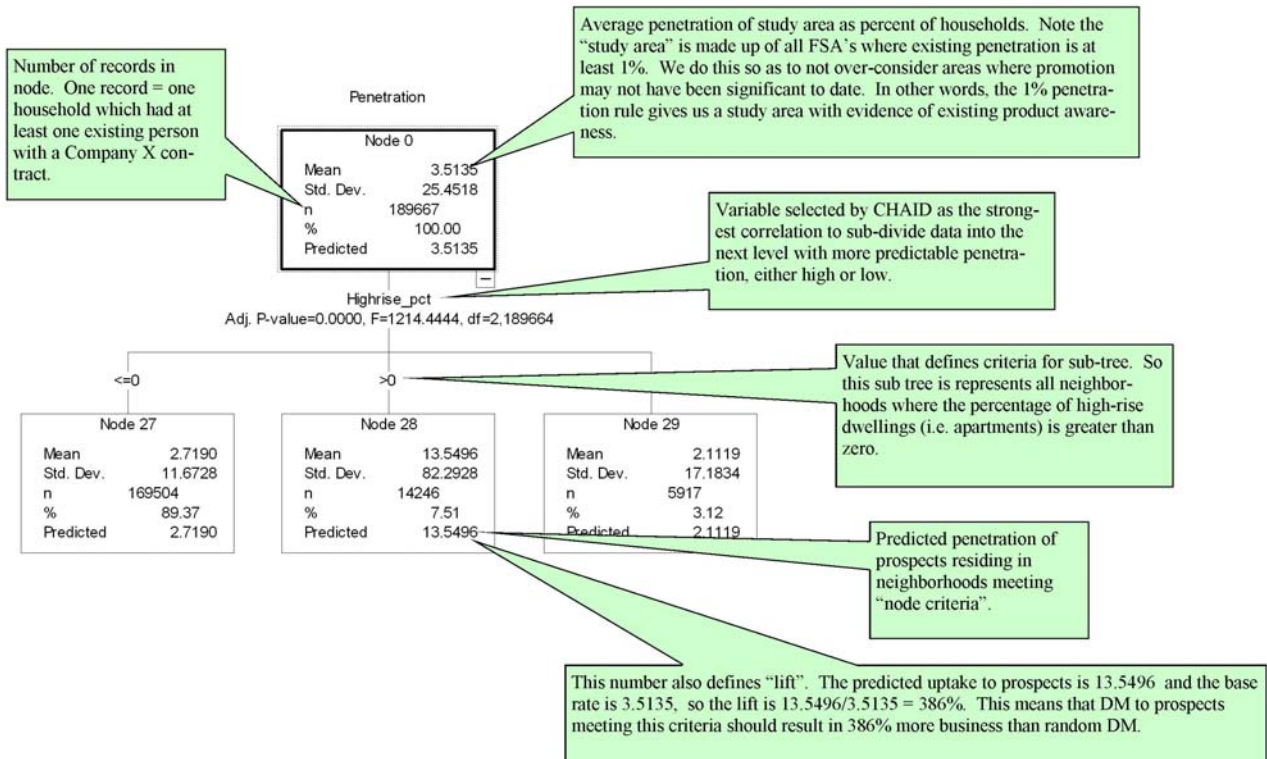 Number of records in
node. One record = one
household which had at
least one existing person
with a Company X con-
tract.
Average penetration of study area as percent of households. Note the
“study area” is made up of all FSA’s where existing penetration is at
least 1%. We do this so as to not over-consider areas where promotion
may not have been significant to date. In other words, the 1% penetra-
tion rule gives us a study area with evidence of existing product aware-
ness.
Penetration
Node 0
Mean 3.5135
Std. Dev. 25.4518
n 189667
% 100.00
Predicted 3.5135
Variable selected by CHAID as the strong-
est correlation to sub-divide data into the
next level with more predictable penetra-
tion, either high or low.
Highrise_pct
Adj. P-value=0.0000, F=1214.4444, df=2,189664
<=0
>0
Value that defines criteria for sub-tree. So
this sub tree is represents all neighbor-
hoods where the percentage of high-rise
dwellings (i.e. apartments) is greater than
zero.
Node 27
Mean 2.7190
Std. Dev. 11.6728
n 169504
% 89.37
Predicted 2.7190
Node 28
Mean 13.5496
Std. Dev. 82.2928
n 14246
% 7.51
Predicted 13.5496
Node 29
Mean 2.1119
Std. Dev. 17.1834
n 5917
% 3.12
Predicted 2.1119
Predicted penetration of
prospects residing in
neighborhoods meeting
“node criteria”.
This number also defines “lift”. The predicted uptake to prospects is 13.5496 and the base
rate is 3.5135, so the lift is 13.5496/3.5135 = 386%. This means that DM to prospects
meeting this criteria should result in 386% more business than random DM.